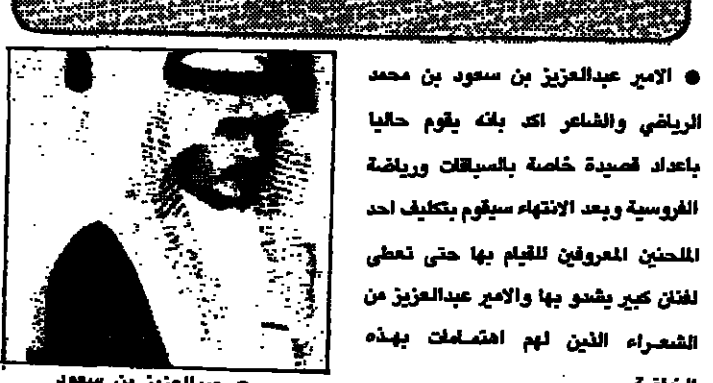 ● الامير عبدالعزيز بن سعود بن محمد
الرياضي والشاعر اكد بانه يقوم حاليا
باعداد قصيدة خاصة بالسباقات ورياضة
الفروسية وبعد الانتهاء سيقوم بتكليف احد
الملحنين المعروفين للقيام بها حتى تعطى
لفنان كبير يشدو بها والامير عبدالعزيز من
الشعراء الذين لهم اهتمامات بهذه
● عبدالعزيز بن سعود